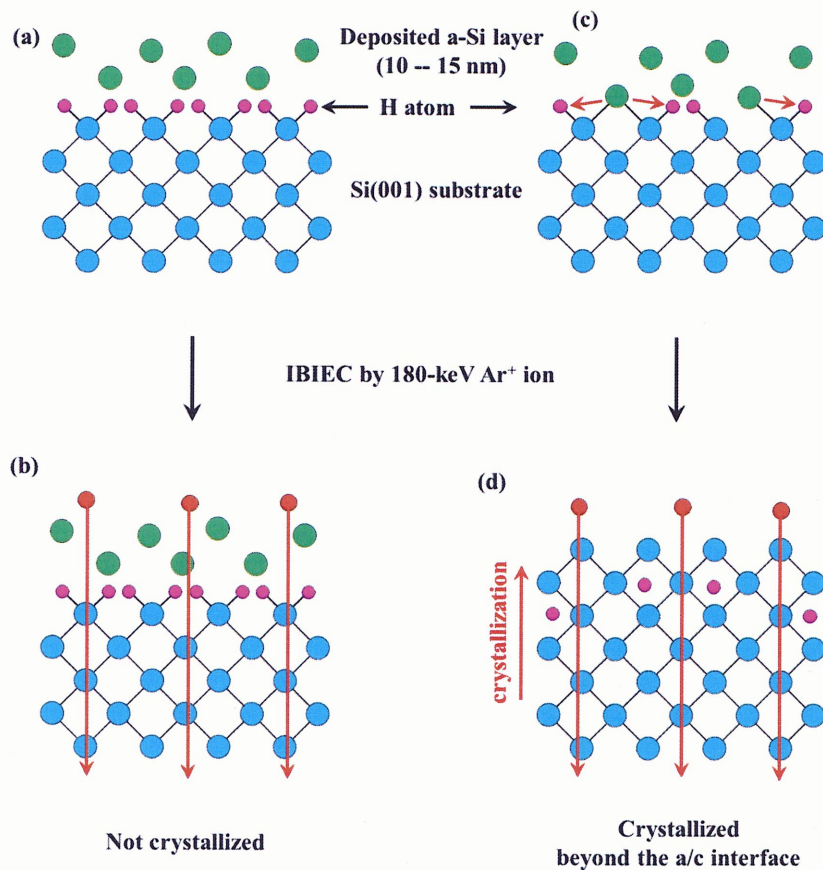 (a)
Deposited a-Si layer
(10 -- 15 nm)
(c)
H atom
Si(001) substrate
IBIEC by 180-keV Ar⁺ ion
(b)
(d)
crystallization
Not crystallized
Crystallized
beyond the a/c interface